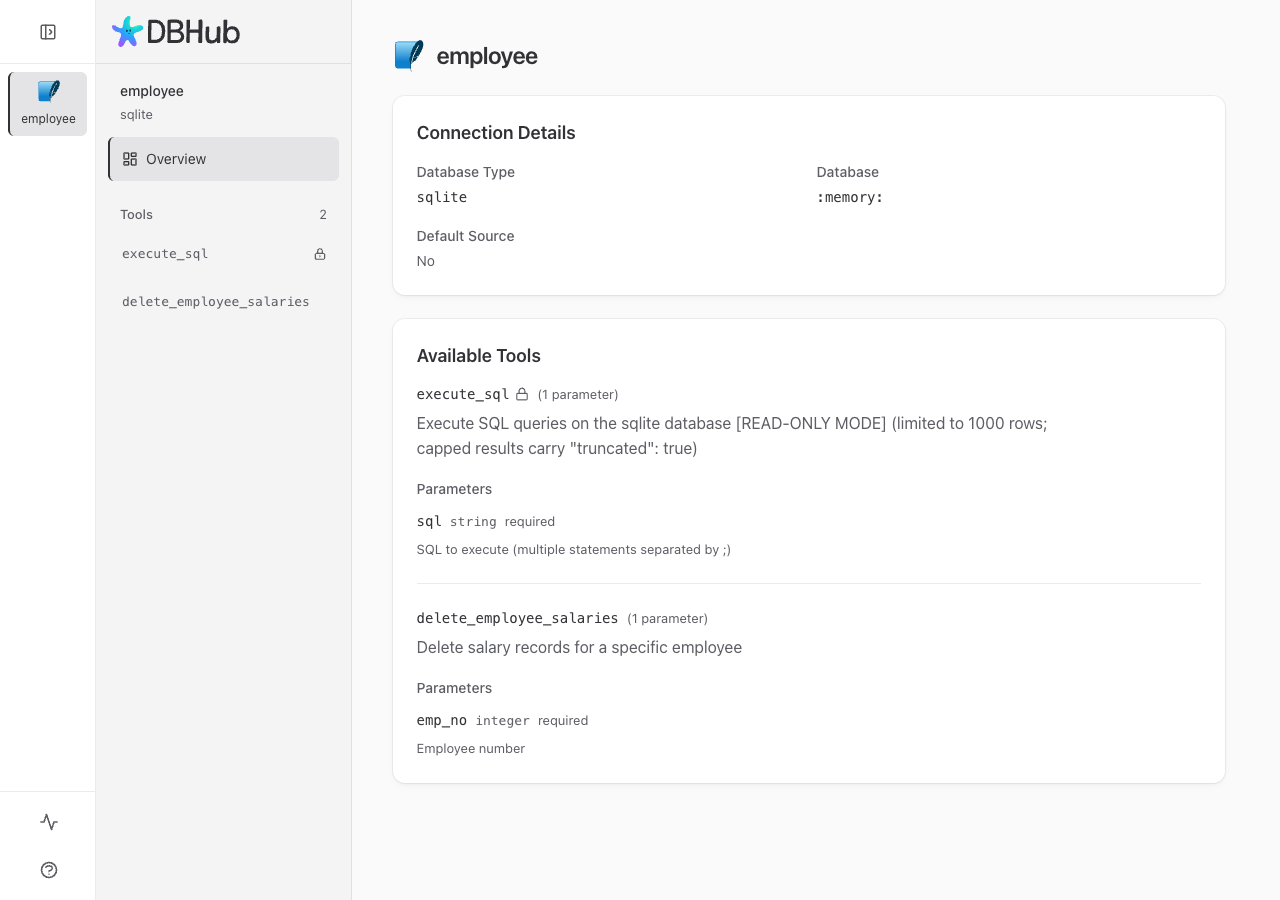 DBHub
employee
employee
sqlite
Overview
Tools 2
execute_sql
delete_employee_salaries
employee
Connection Details
Database Type
sqlite
Database
:memory:
Default Source
No
Available Tools
execute_sql (1 parameter)
Execute SQL queries on the sqlite database [READ-ONLY MODE] (limited to 1000 rows;
capped results carry "truncated": true)
Parameters
sql string required
SQL to execute (multiple statements separated by ;)
delete_employee_salaries (1 parameter)
Delete salary records for a specific employee
Parameters
emp_no integer required
Employee number